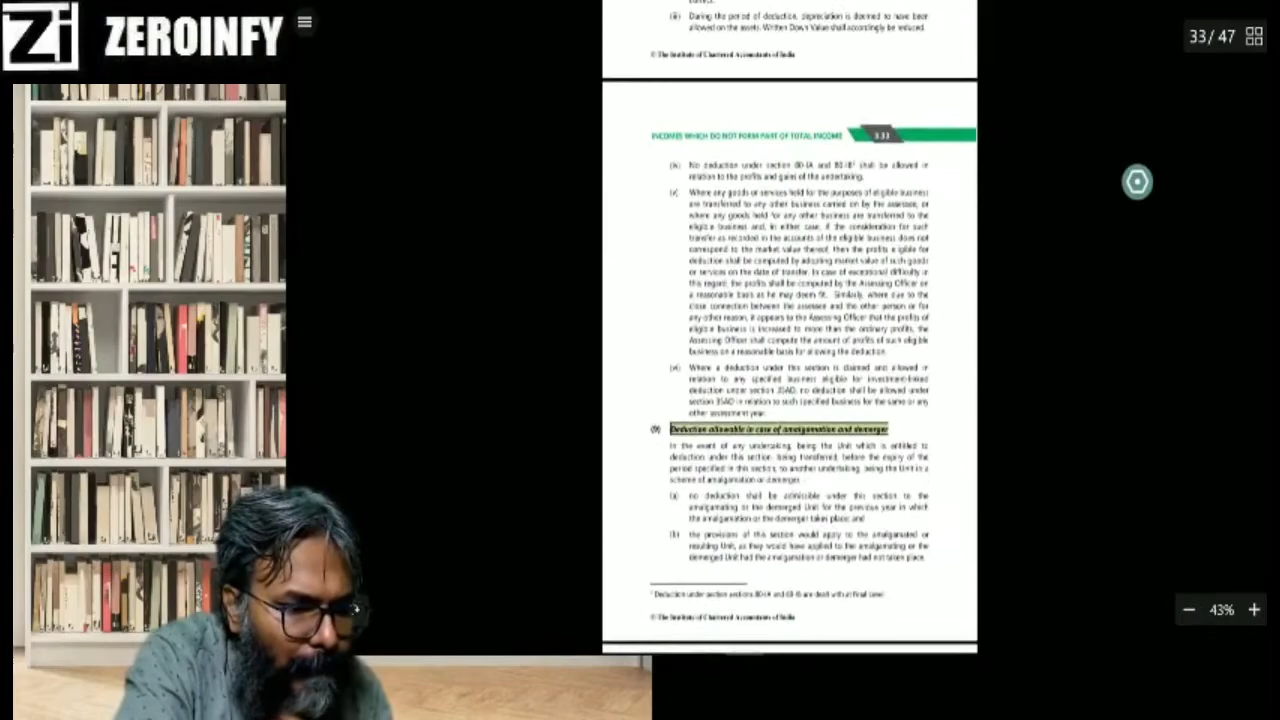 Zi ZEROINFY
33/ 47
(iii) During the period of deduction, depreciation is deemed to have been
allowed on the assets. Written Down Value shall accordingly be reduced.
© The Institute of Chartered Accountants of India
INCOMES WHICH DO NOT FORM PART OF TOTAL INCOME 3.33
(iv) No deduction under section 80-IA and 80-IB shall be allowed in
relation to the profits and gains of the undertaking.
(v) Where any goods or services held for the purposes of eligible business
are transferred to any other business carried on by the assessee, or
where any goods held for any other business are transferred to the
eligible business and, in either case, if the consideration for such
transfer as recorded in the accounts of the eligible business does not
correspond to the market value thereof, then the profits eligible for
deduction shall be computed by adopting market value of such goods
or services on the date of transfer. In case of exceptional difficulty in
this regard, the profits shall be computed by the Assessing Officer on
a reasonable basis as he may deem fit. Similarly, where due to the
close connection between the assessee and the other person or for
any other reason, it appears to the Assessing Officer that the profits of
eligible business is increased to more than the ordinary profits, the
Assessing Officer shall compute the amount of profits of such eligible
business on a reasonable basis for allowing the deduction.
(vi) Where a deduction under this section is claimed and allowed in
relation to any specified business eligible for investment-linked
deduction under section 35AD, no deduction shall be allowed under
section 35AD in relation to such specified business for the same or any
other assessment year.
(9) Deduction allowable in case of amalgamation and demerger
In the event of any undertaking, being the Unit which is entitled to
deduction under this section, being transferred, before the expiry of the
period specified in this section, to another undertaking, being the Unit in a
scheme of amalgamation or demerger,
(a) no deduction shall be admissible under this section to the
amalgamating or the demerged Unit for the previous year in which
the amalgamation or the demerger takes place; and
(b) the provisions of this section would apply to the amalgamated or
resulting Unit, as they would have applied to the amalgamating or the
demerged Unit had the amalgamation or demerger had not taken place.
Deduction under section sections 80-IA and 80-IB are dealt with at Final Level
© The Institute of Chartered Accountants of India
43%